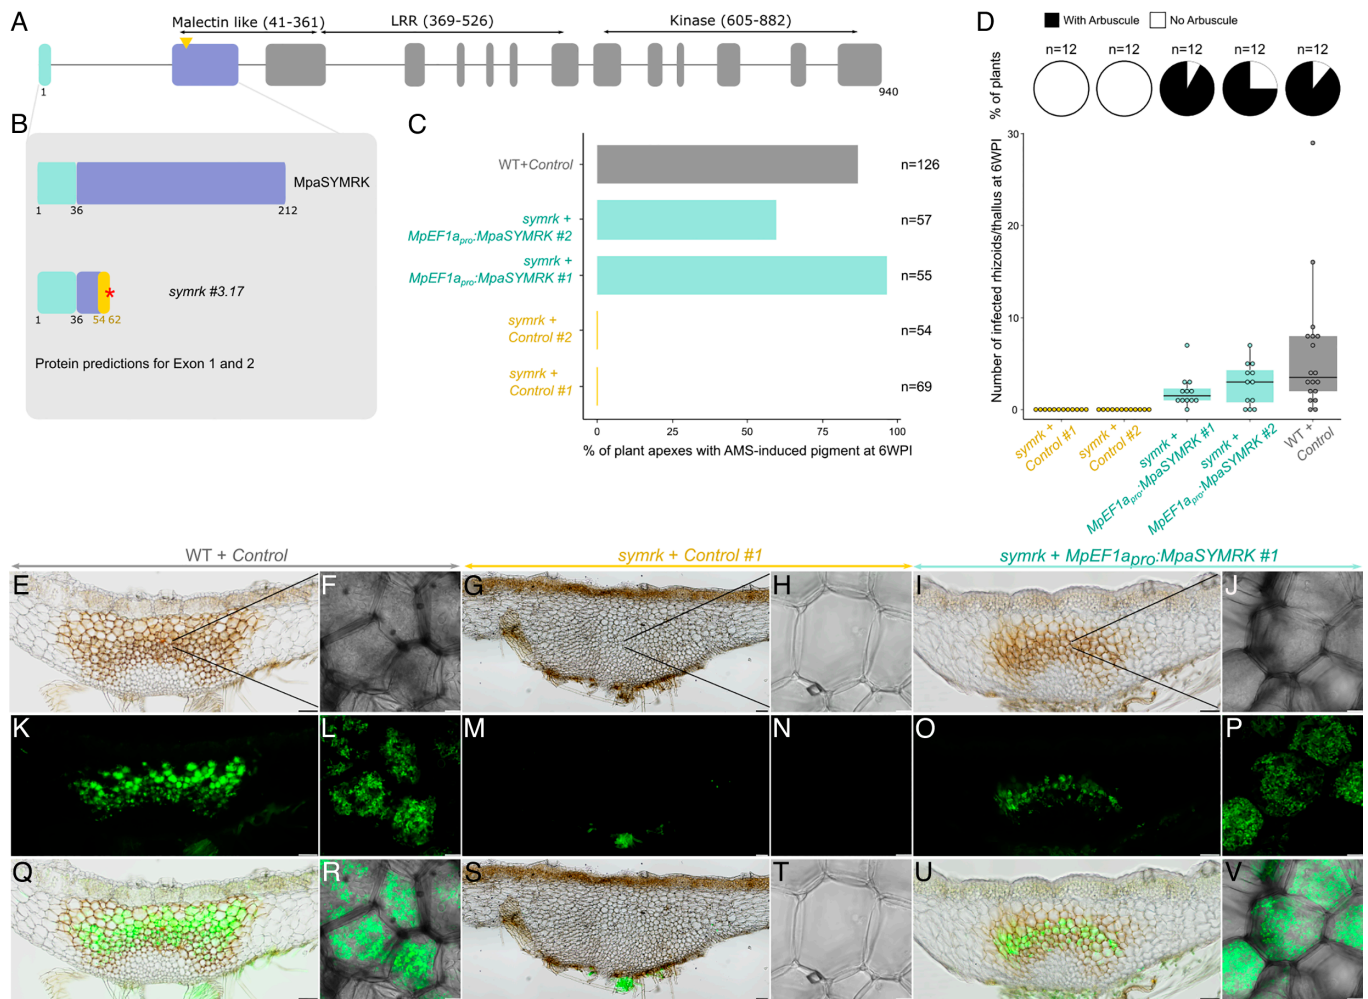 A
Malectin like (41-361)
LRR (369-526)
Kinase (605-882)
1
940
B
MpaSYMRK
1 36 212
symrk #3.17
*
1 36 54 62
Protein predictions for Exon 1 and 2
C
WT+Control
n=126
symrk +
MpEF1apro:MpaSYMRK #2
n=57
symrk +
MpEF1apro:MpaSYMRK #1
n=55
symrk +
Control #2
n=54
symrk +
Control #1
n=69
0 25 50 75 100
% of plant apexes with AMS-induced pigment at 6WPI
D
With Arbuscule
No Arbuscule
n=12 n=12 n=12 n=12 n=12
% of plants
Number of infected rhizoids/thallus at 6WPI
30
20
10
0
symrk +
Control #1
symrk +
Control #2
symrk +
MpEF1apro:MpaSYMRK #1
symrk +
MpEF1apro:MpaSYMRK #2
WT +
Control
WT + Control
symrk + Control #1
symrk + MpEF1apro:MpaSYMRK #1
E F G H I J
K L M N O P
Q R S T U V